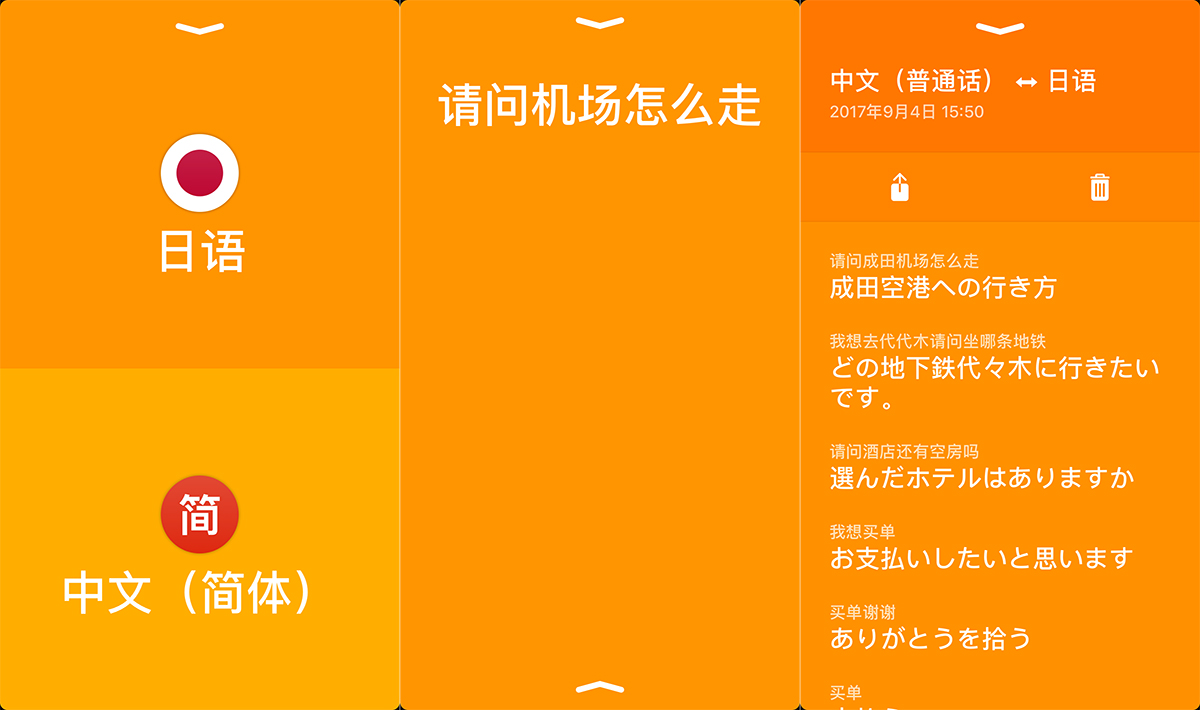 日语
简
中文（简体）
请问机场怎么走
中文（普通话） ↔ 日语
2017年9月4日 15:50
请问成田机场怎么走
成田空港への行き方
我想去代代木请问坐哪条地铁
どの地下鉄代々木に行きたい
です。
请问酒店还有空房吗
選んだホテルはありますか
我想买单
お支払いしたいと思います
买单谢谢
ありがとうを拾う
买单